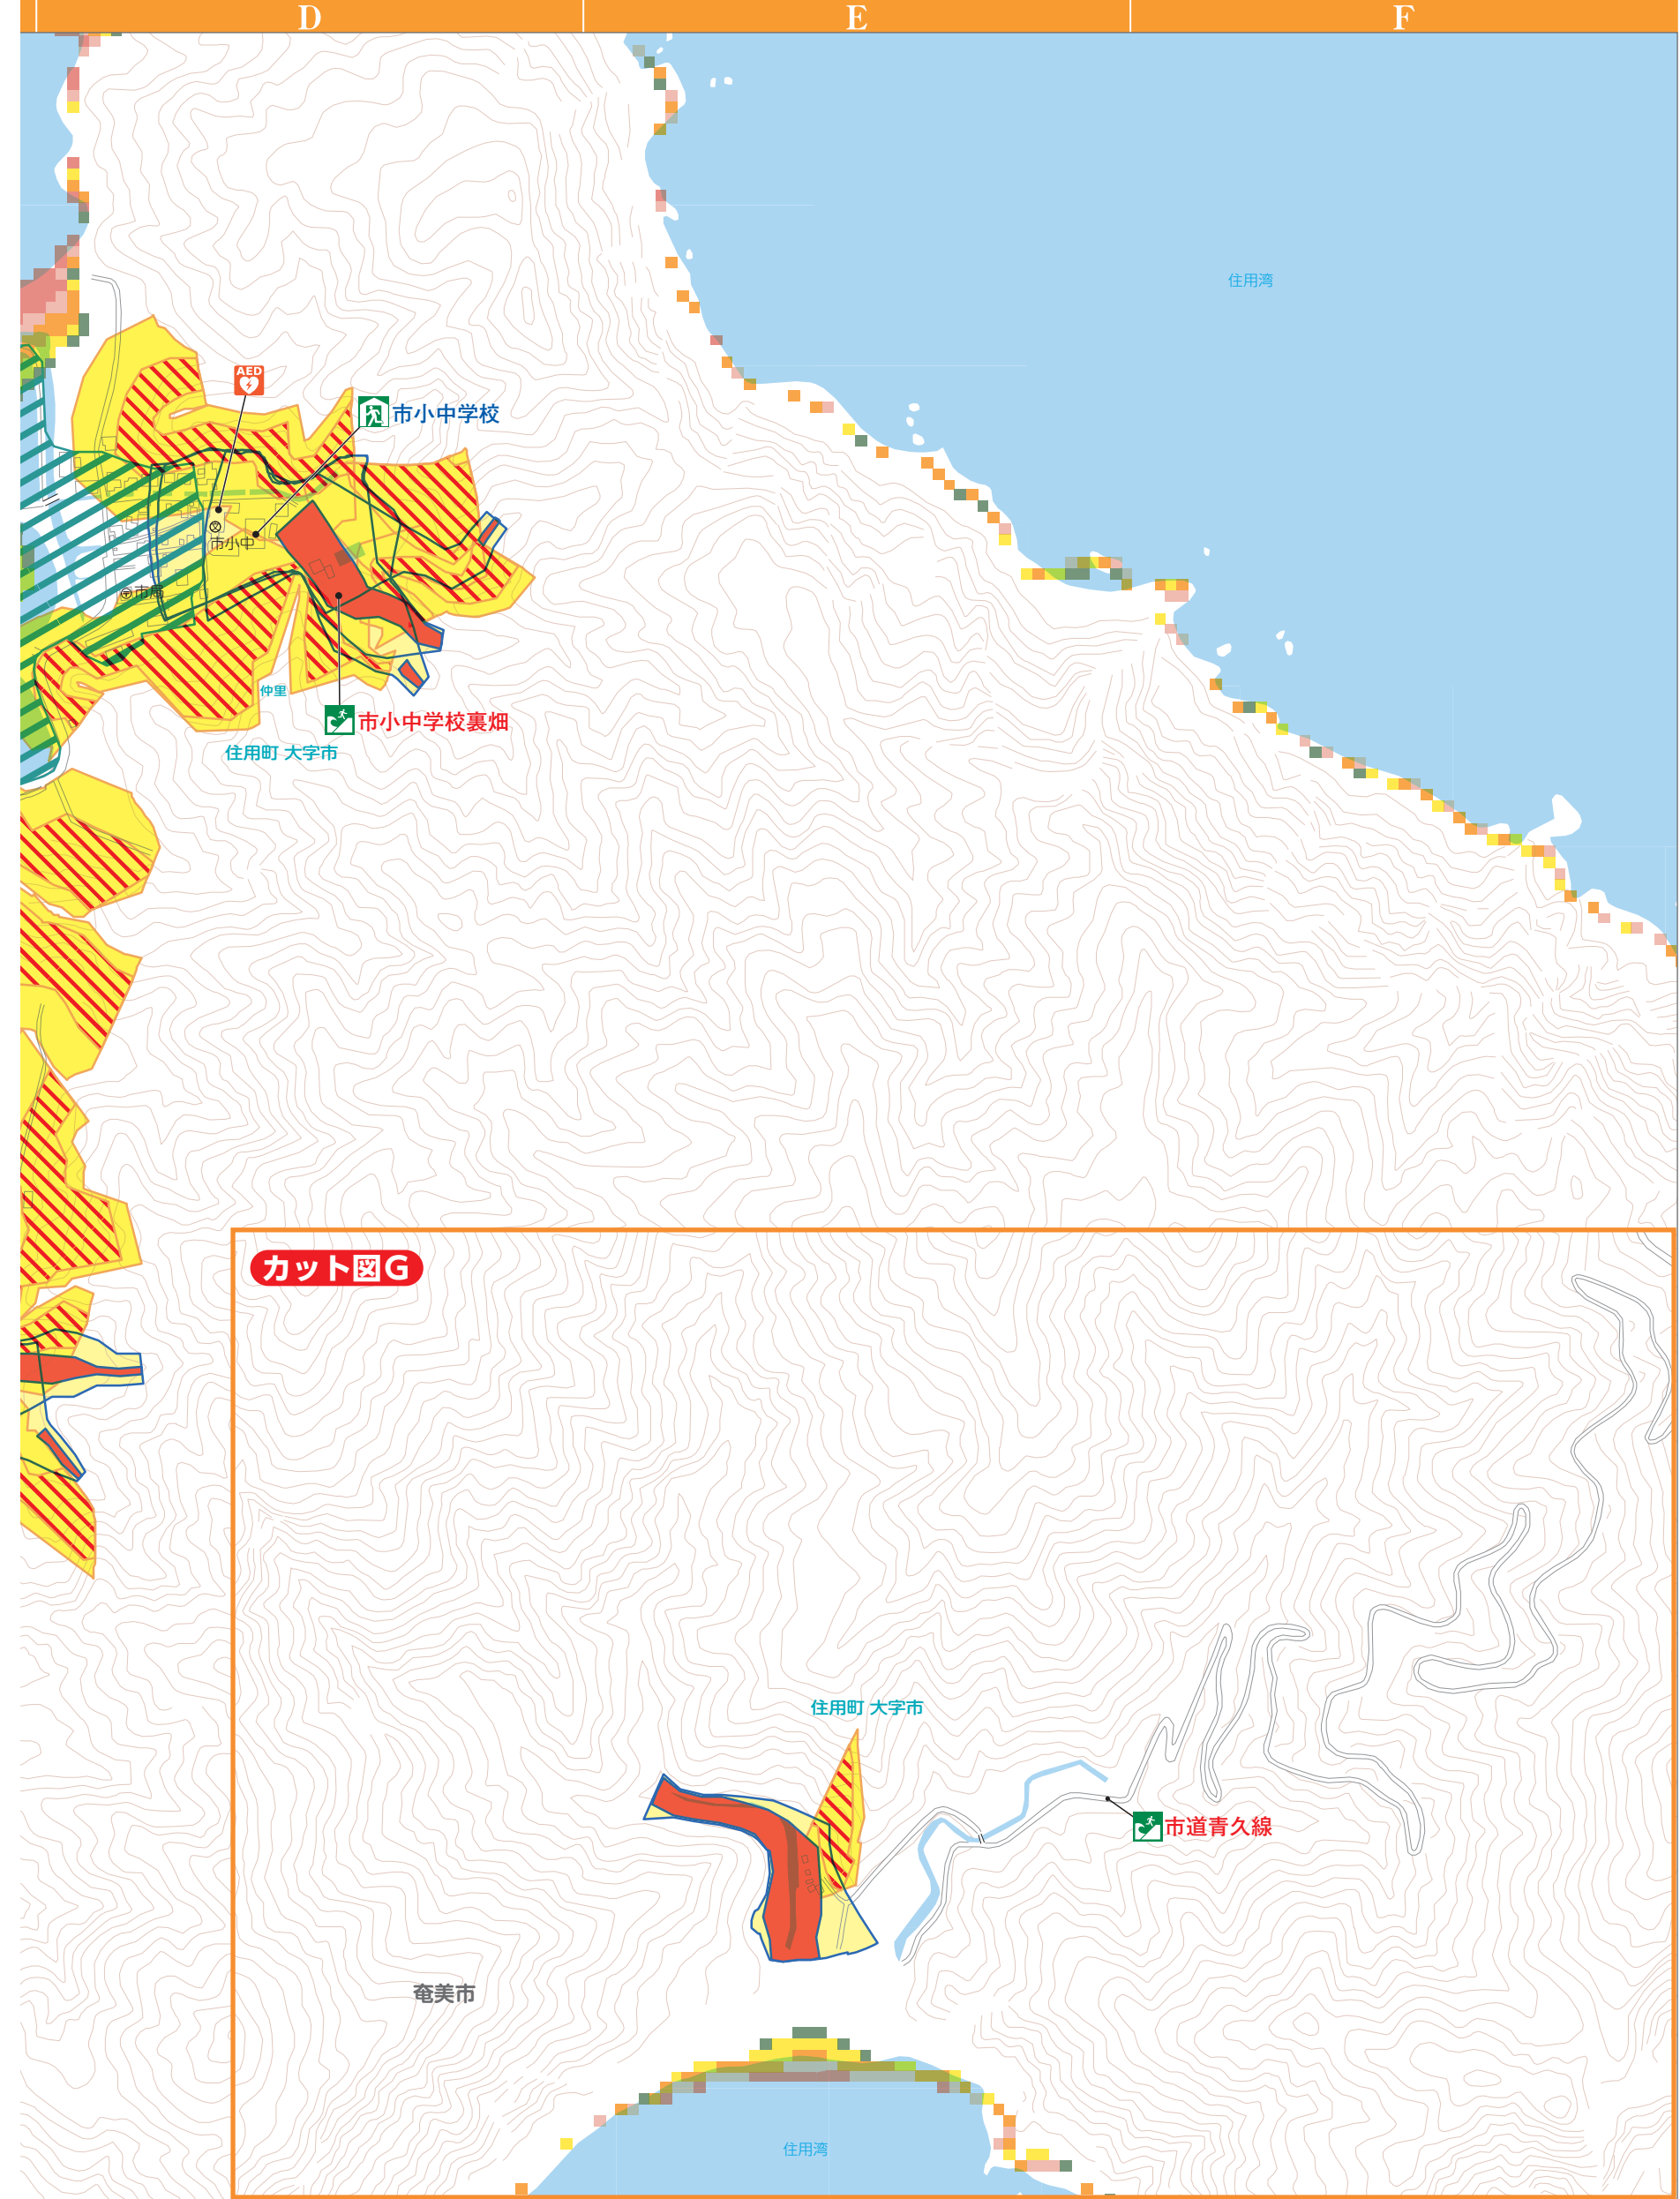 D E F
住用湾
AED
市小中学校
市小中
市局
仲里
市小中学校裏畑
住用町 大字市
カット図G
住用町 大字市
市道青久線
奄美市
住用湾